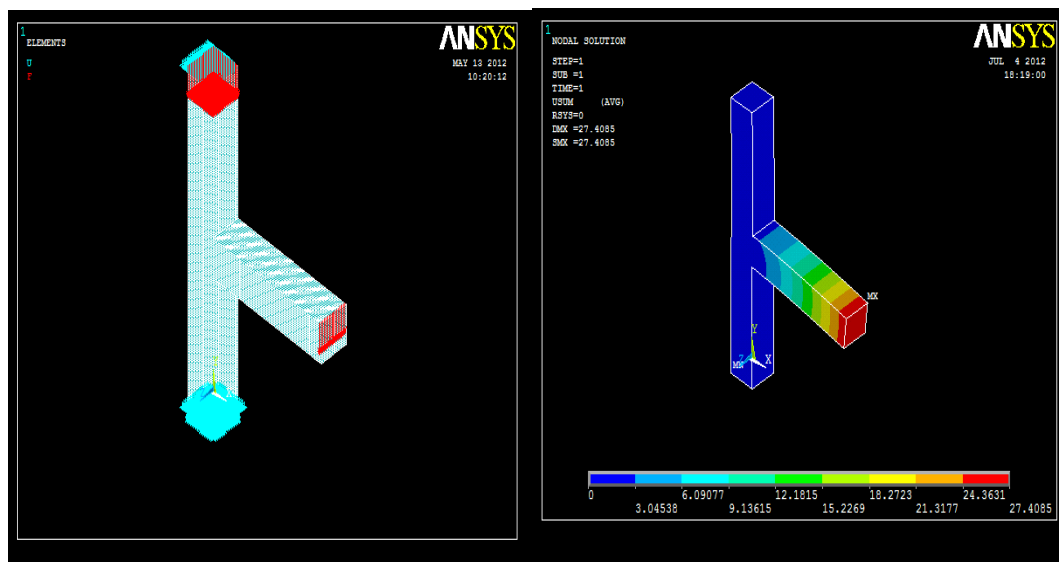 1
ELEMENTS
U
F
ANSYS
MAY 13 2012
10:20:12
1
NODAL SOLUTION
STEP=1
SUB =1
TIME=1
USUM (AVG)
RSYS=0
DMX =27.4085
SMX =27.4085
ANSYS
JUL 4 2012
18:19:00
MX
Y
Z X
MN
0 6.09077 12.1815 18.2723 24.3631
3.04538 9.13615 15.2269 21.3177 27.4085